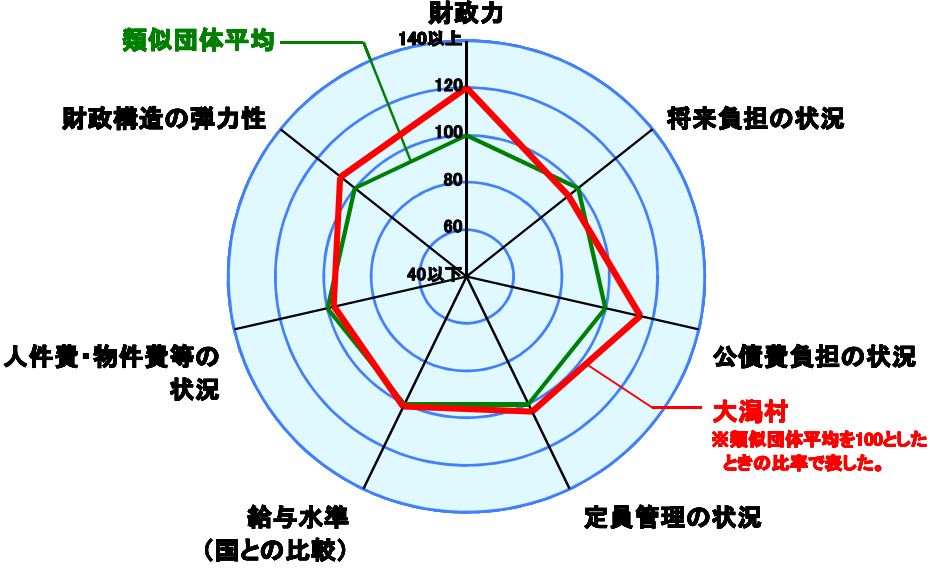 財政力
140以上
類似団体平均
120
財政構造の弾力性
将来負担の状況
100
80
60
40以下
人件費・物件費等の
状況
公債費負担の状況
大潟村
※類似団体平均を100とした
ときの比率で表した。
給与水準
（国との比較）
定員管理の状況